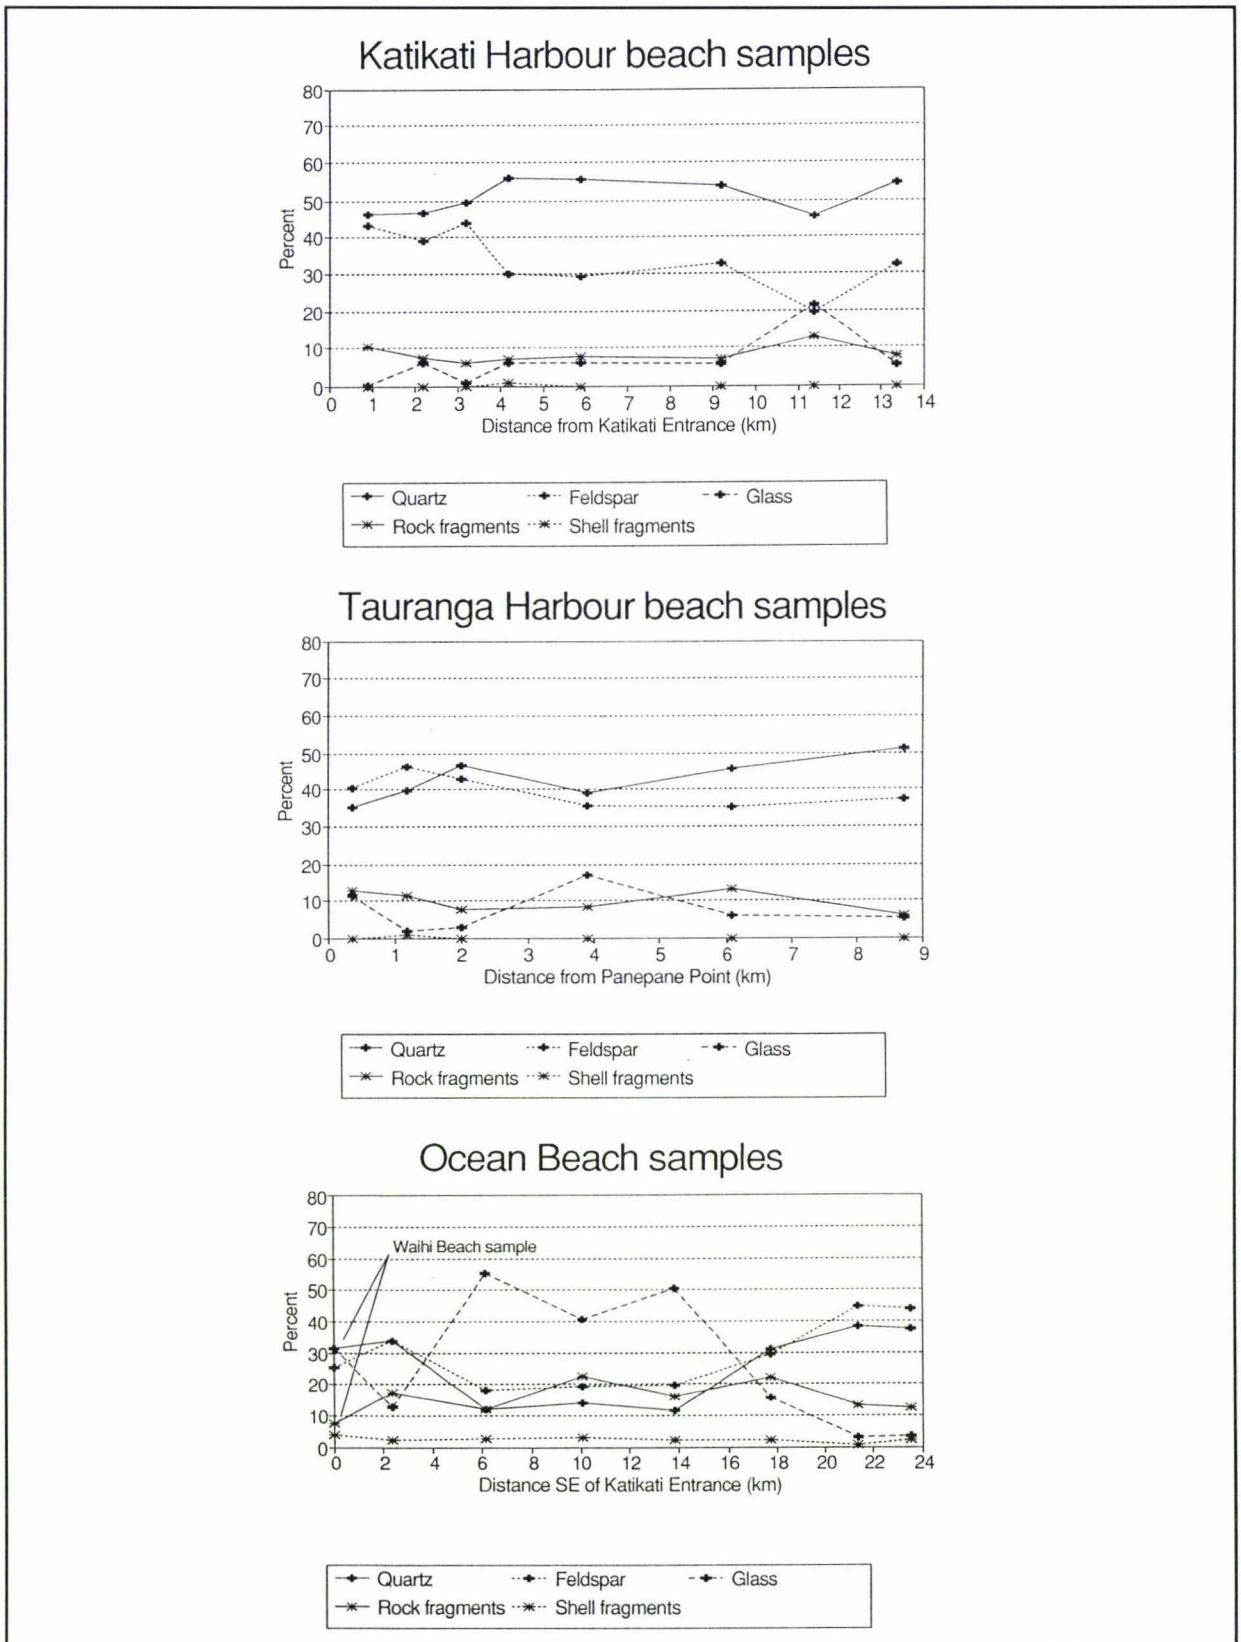 Katikati Harbour beach samples
80
70
60
50
40
30
20
10
0
Percent
0 1 2 3 4 5 6 7 8 9 10 11 12 13 14
Distance from Katikati Entrance (km)
Quartz Feldspar Glass
Rock fragments Shell fragments
Tauranga Harbour beach samples
80
70
60
50
40
30
20
10
0
Percent
0 1 2 3 4 5 6 7 8 9
Distance from Panepane Point (km)
Quartz Feldspar Glass
Rock fragments Shell fragments
Ocean Beach samples
80
70
60
50
40
30
20
10
0
Percent
Waihi Beach sample
0 2 4 6 8 10 12 14 16 18 20 22 24
Distance SE of Katikati Entrance (km)
Quartz Feldspar Glass
Rock fragments Shell fragments